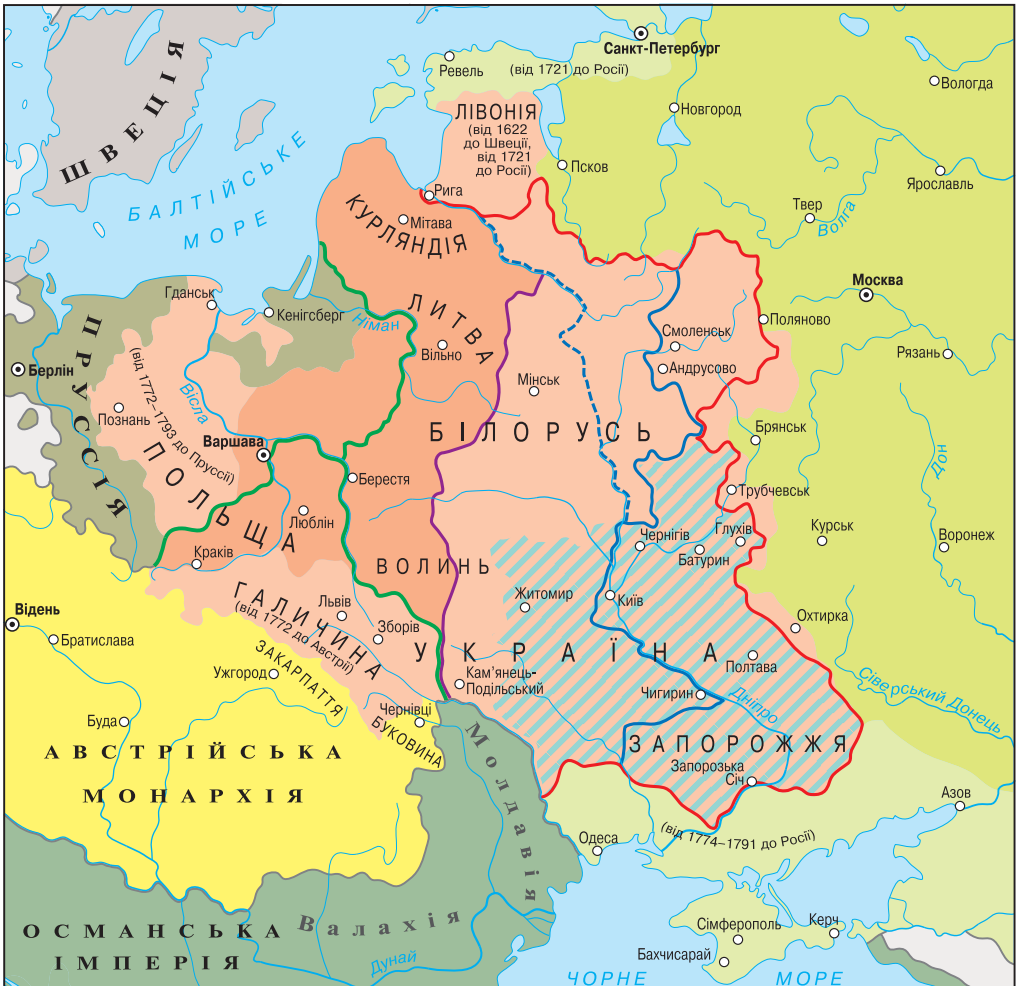 ШВЕЦІЯ
БАЛТІЙСЬКЕ
МОРЕ
Санкт-Петербург
Ревель
(від 1721 до Росії)
Вологда
Новгород
ЛІВОНІЯ
(від 1622
до Швеції,
від 1721
до Росії)
Псков
Ярославль
Рига
Твер
Волга
КУРЛЯНДІЯ
Мітава
Москва
Гданськ
Кенігсберг
Німан
ЛИТВА
Вільно
Смоленськ
Поляново
Рязань
ПРУССІЯ
Берлін
(від 1772–1793 до Пруссії)
Вісла
Мінськ
Андрусово
Познань
Варшава
БІЛОРУСЬ
Брянськ
Дон
ПОЛЬЩА
Берестя
Трубчевськ
Люблін
Чернігів
Глухів
Курськ
Воронеж
Батурин
Краків
ВОЛИНЬ
ГАЛИЧИНА
(від 1772 до Австрії)
Львів
Житомир
Київ
Відень
Братислава
Зборів
Охтирка
ЗАКАРПАТТЯ
УКРАЇНА
Полтава
Ужгород
Кам’янець-
Подільський
Сіверський Донець
Чигирин
Дніпро
Буда
Чернівці
БУКОВИНА
АВСТРІЙСЬКА
МОНАРХІЯ
Молдавія
ЗАПОРОЖЖЯ
Запорозька
Січ
Азов
Одеса
(від 1774–1791 до Росії)
ОСМАНСЬКА
ІМПЕРІЯ
Валахія
Дунай
Сімферополь
Керч
Бахчисарай
ЧОРНЕ МОРЕ